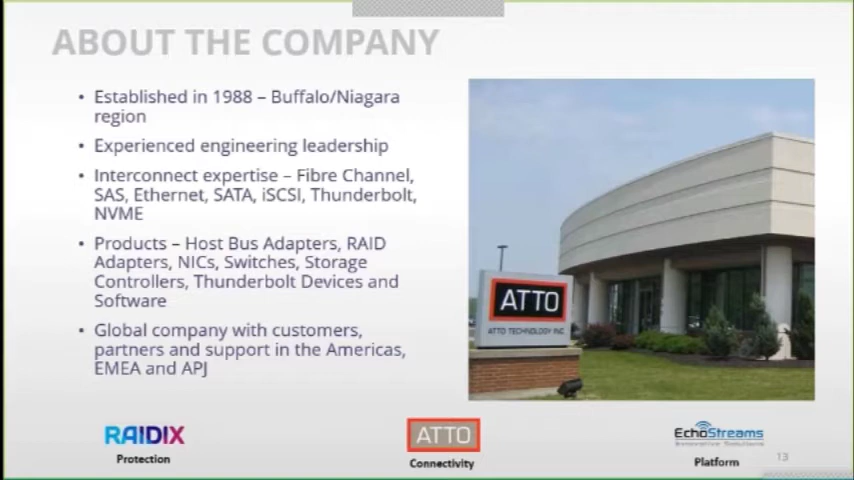 ABOUT THE COMPANY
• Established in 1988 – Buffalo/Niagara
region
• Experienced engineering leadership
• Interconnect expertise – Fibre Channel,
SAS, Ethernet, SATA, iSCSI, Thunderbolt,
NVME
• Products – Host Bus Adapters, RAID
Adapters, NICs, Switches, Storage
Controllers, Thunderbolt Devices and
Software
• Global company with customers,
partners and support in the Americas,
EMEA and APJ
ATTO
ATTO TECHNOLOGY INC
RAIDIX
Protection
ATTO
Connectivity
EchoStreams
Innovative Solutions
Platform
13